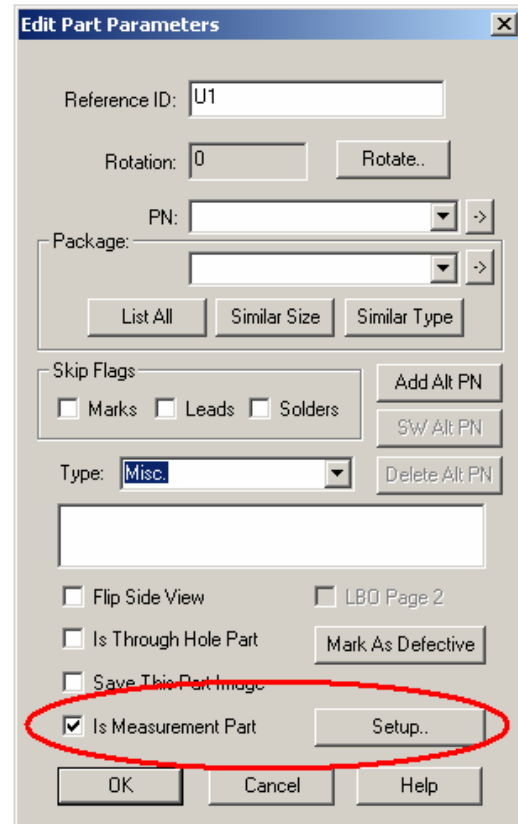 Edit Part Parameters
Reference ID: U1
Rotation: 0 Rotate..
PN: ->
Package:
->
List All Similar Size Similar Type
Skip Flags
Marks Leads Solders
Add Alt PN
SW Alt PN
Type: Misc. Delete Alt PN
Flip Side View LBO Page 2
Is Through Hole Part Mark As Defective
Save This Part Image
Is Measurement Part Setup..
OK Cancel Help